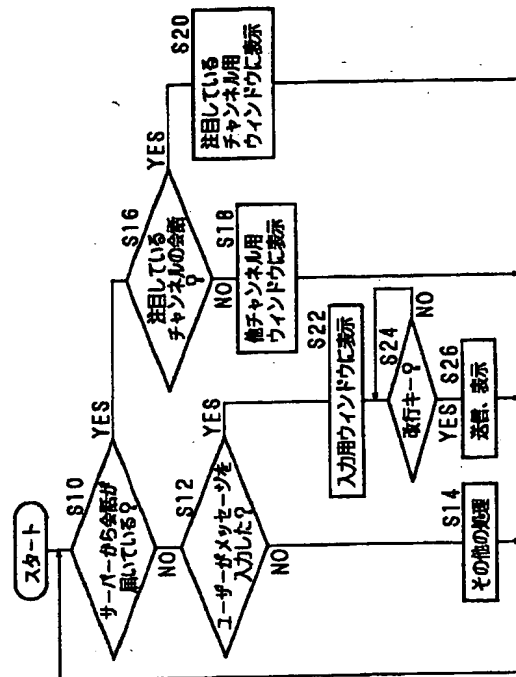 スタート
S10
サーバーから会話が
届いている?
YES
NO
S12
ユーザーがメッセージを
入力した?
YES
NO
S14
その他の処理
S16
注目している
チャンネルの会話
?
YES
NO
S18
他チャンネル用
ウィンドウに表示
S20
注目している
チャンネル用
ウィンドウに表示
S22
入力用ウィンドウに表示
S24
改行キー?
NO
YES
S26
送信、表示